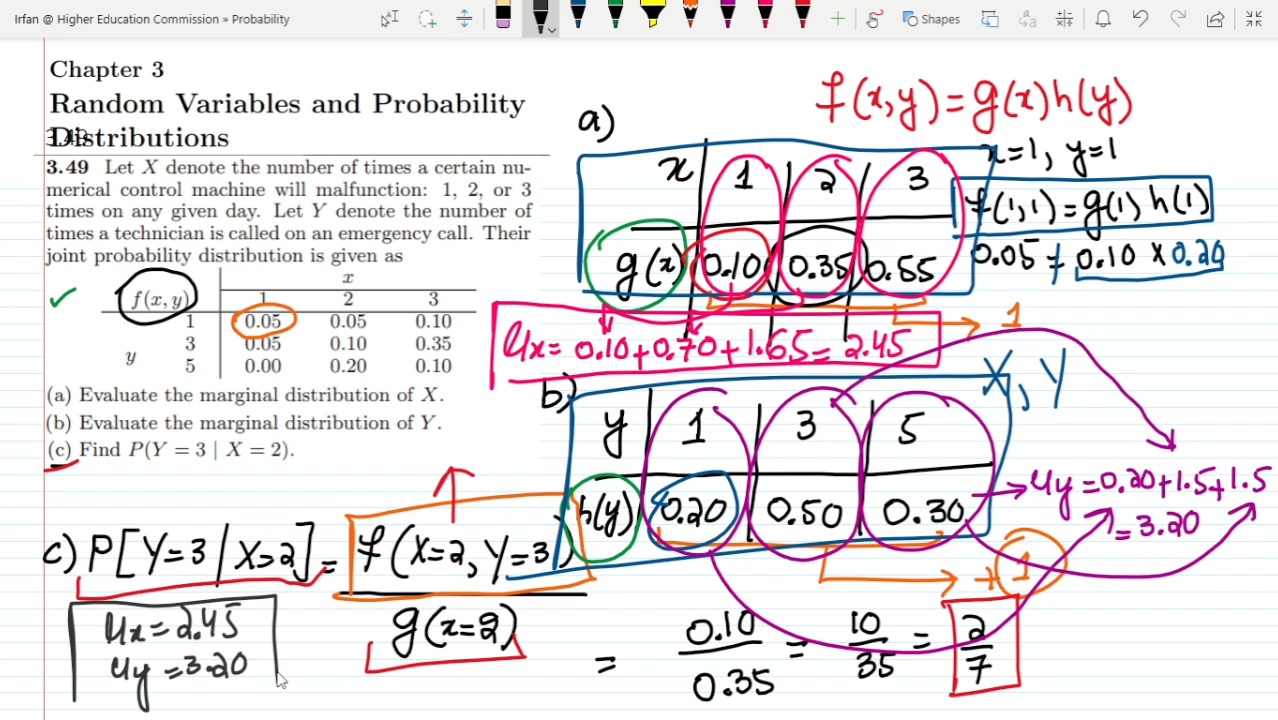 Irfan @ Higher Education Commission » Probability
Shapes
Chapter 3
Random Variables and Probability
Distributions
3.49 Let X denote the number of times a certain nu-
merical control machine will malfunction: 1, 2, or 3
times on any given day. Let Y denote the number of
times a technician is called on an emergency call. Their
joint probability distribution is given as
x
f(x, y) 1 2 3
1 0.05 0.05 0.10
y 3 0.05 0.10 0.35
5 0.00 0.20 0.10
(a) Evaluate the marginal distribution of X.
(b) Evaluate the marginal distribution of Y.
(c) Find P(Y = 3 | X = 2).
f(x,y)=g(x)h(y)
a)
x 1 2 3
g(x) 0.10 0.35 0.55
1
x=1, y=1
f(1,1)=g(1) h(1)
0.05 ≠ 0.10 x 0.20
Ux= 0.10+0.70+1.65= 2.45
X, Y
b)
y 1 3 5
h(y) 0.20 0.50 0.30
1
Uy=0.20+1.5+1.5
=3.20
c) P[Y=3/X=2] = f(X=2, Y=3)
g(x=2)
= 0.10
0.35
= 10
35
= 2
7
Ux=2.45
Uy=3.20